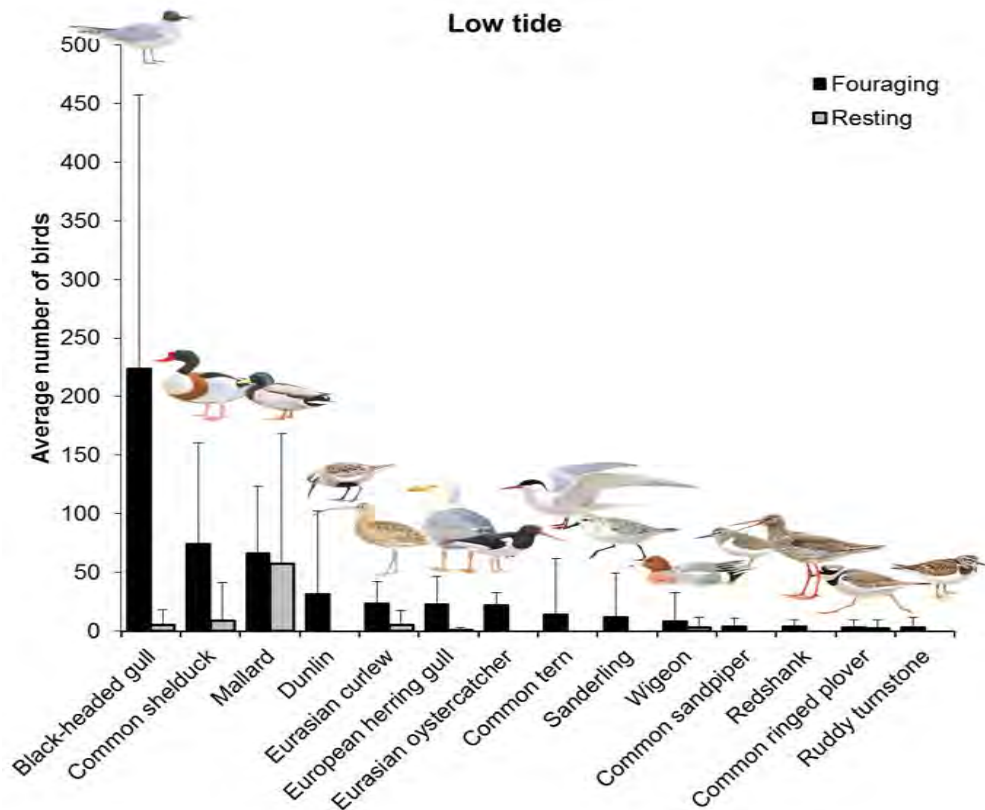 Low tide
Fouraging
Resting
Average number of birds
500
450
400
350
300
250
200
150
100
50
0
Black-headed gull
Common shelduck
Mallard
Dunlin
Eurasian curlew
European herring gull
Eurasian oystercatcher
Common tern
Sanderling
Wigeon
Common sandpiper
Redshank
Common ringed plover
Ruddy turnstone